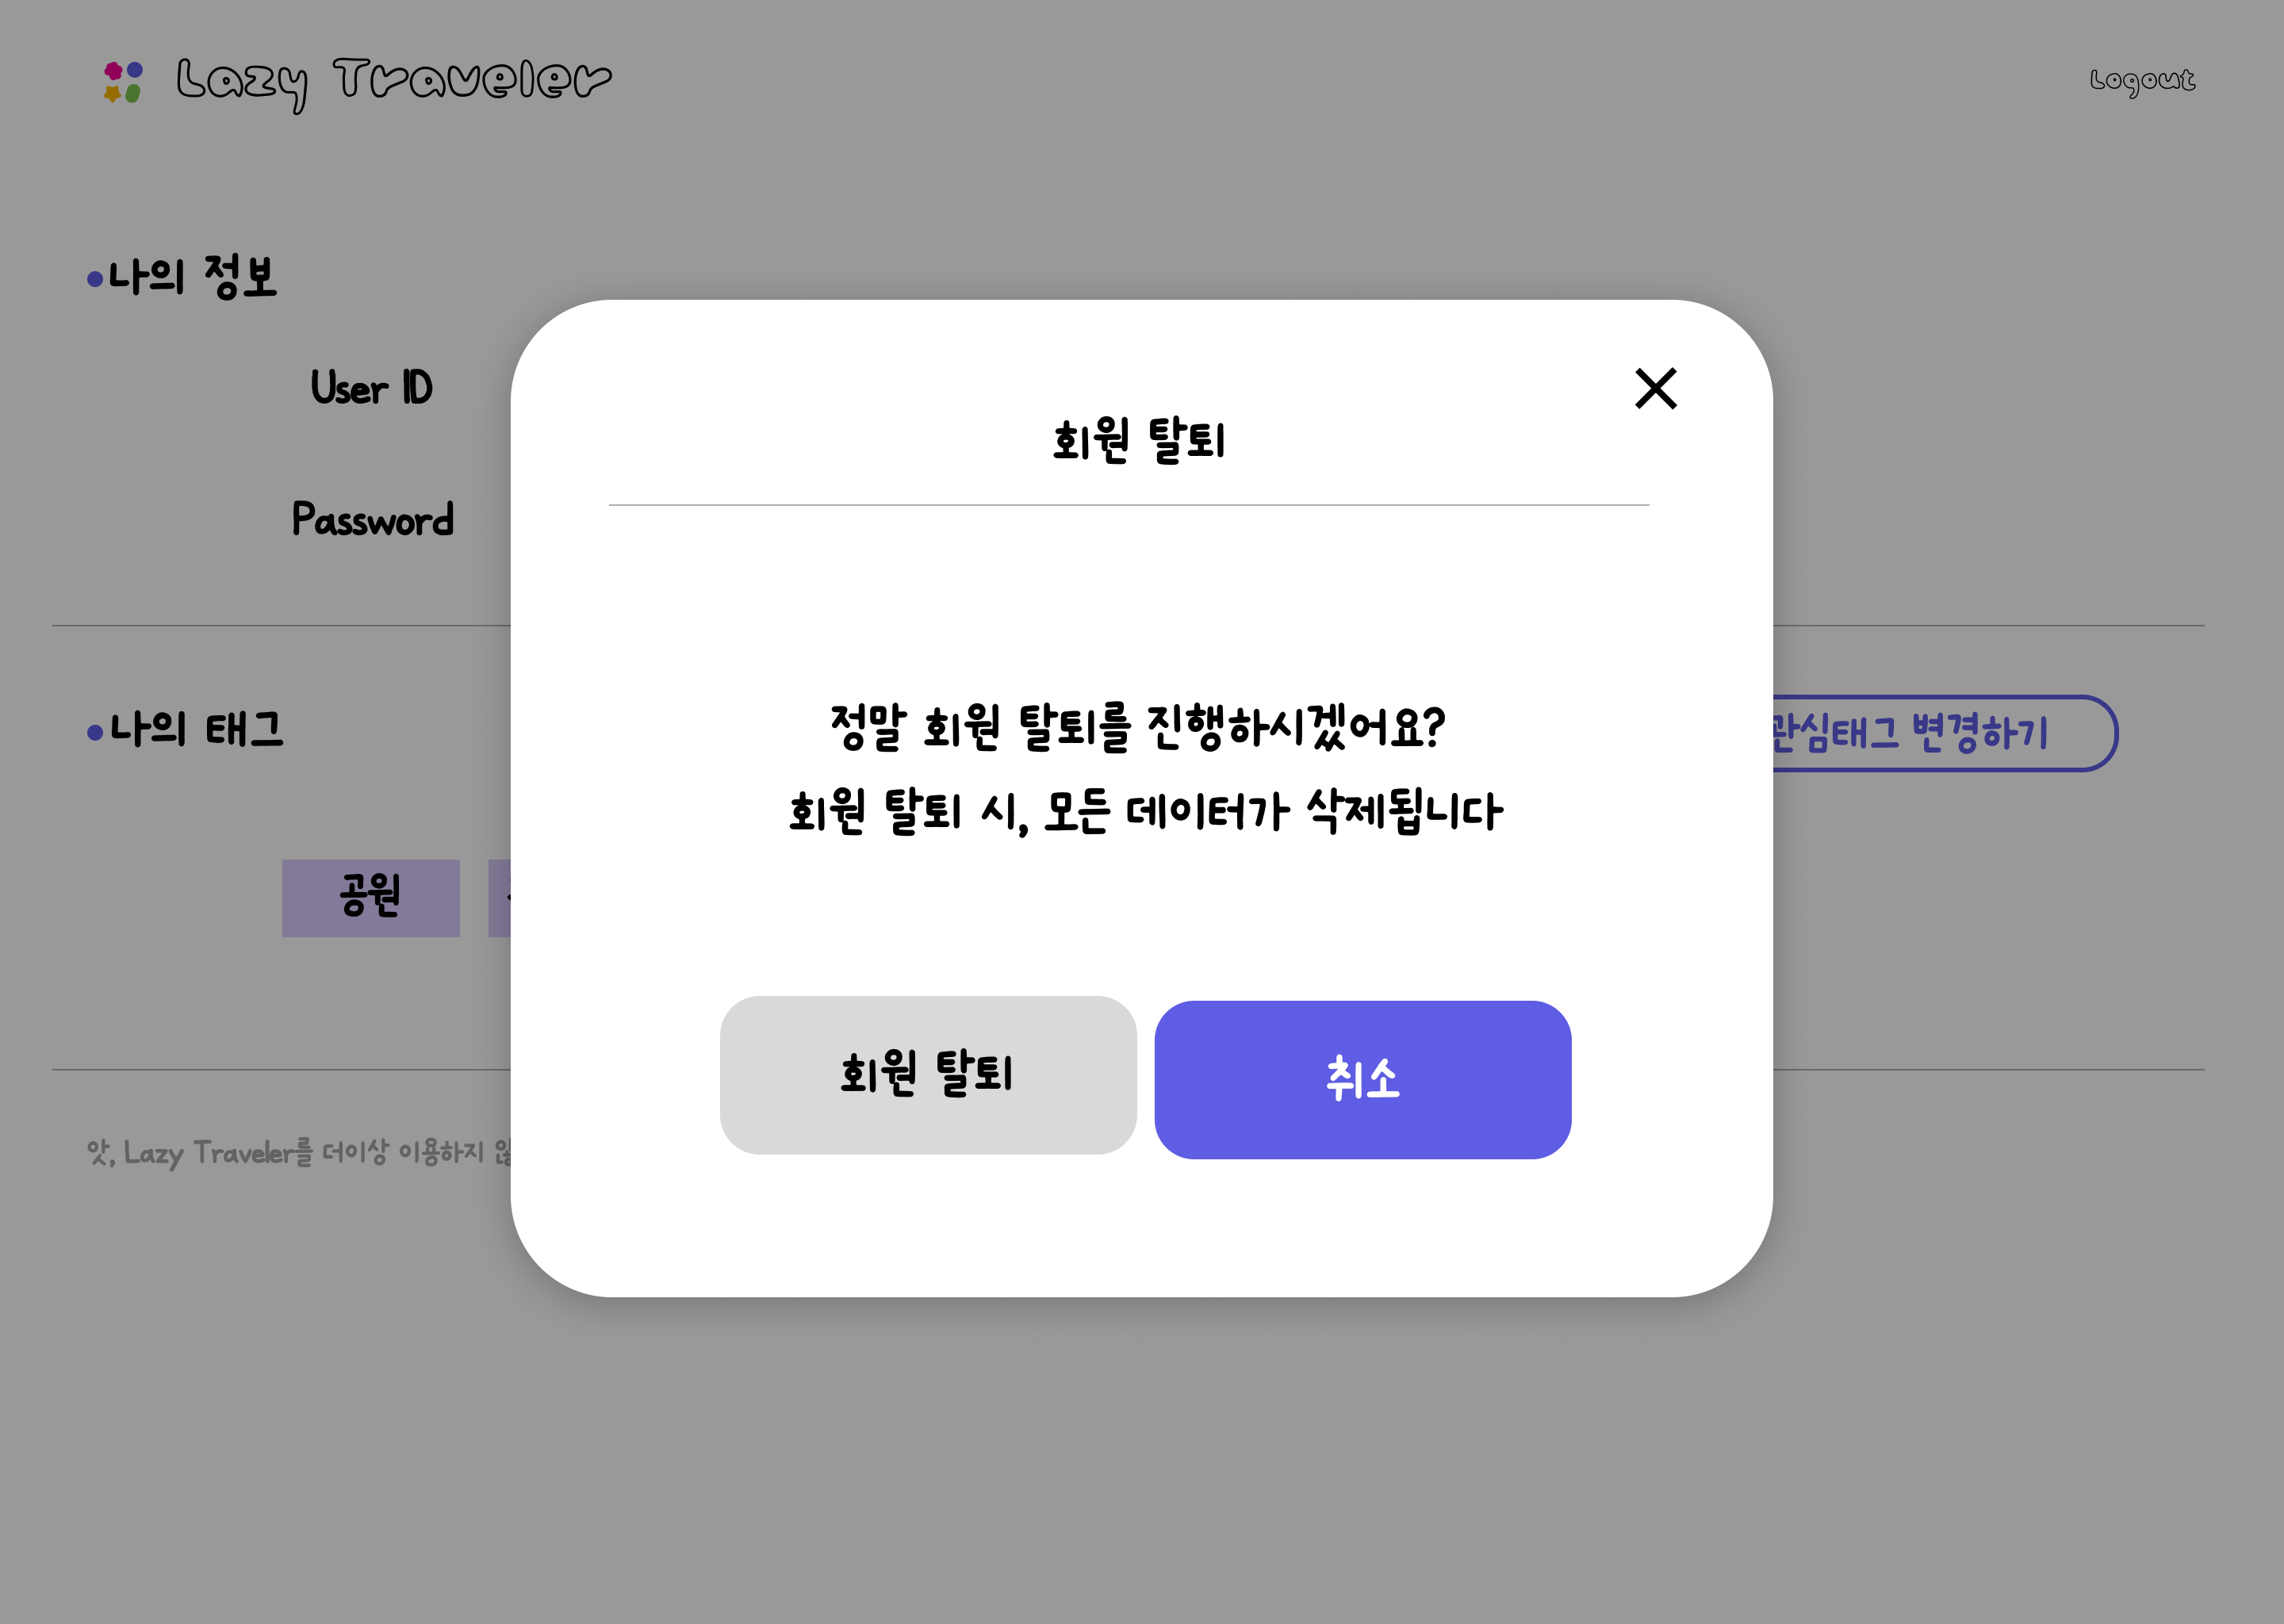 Lazy Traveler
Logout
나의 정보
User ID
Password
나의 태그
관심태그 변경하기
공원
앗, Lazy Traveler를 데이상 이용하지
회원 탈퇴
정말 회원 탈퇴를 진행하시겠어요?
회원 탈퇴 시, 모든 데이터가 삭제됩니다
회원 탈퇴
취소